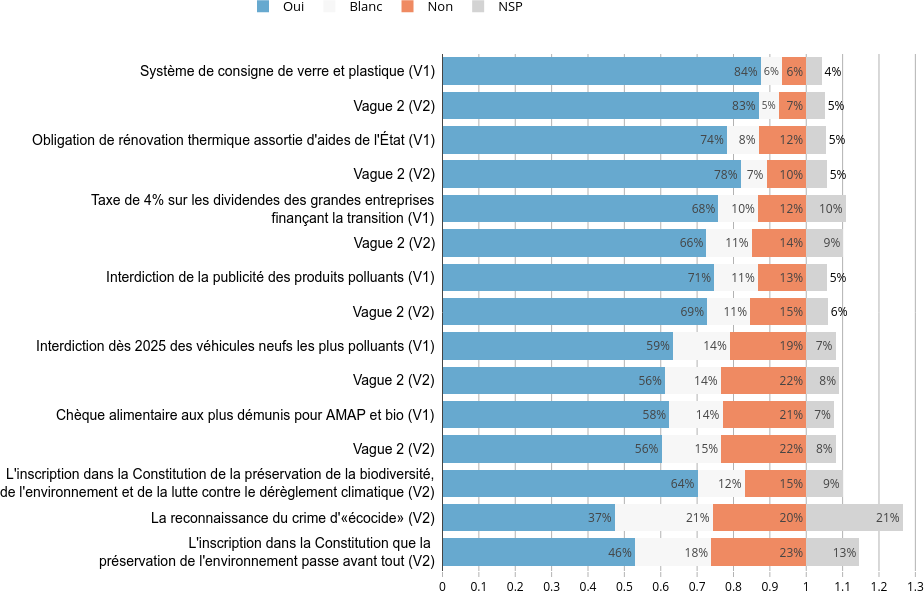 Oui Blanc Non NSP
Système de consigne de verre et plastique (V1) 84% 6% 6% 4%
Vague 2 (V2) 83% 5% 7% 5%
Obligation de rénovation thermique assortie d'aides de l'État (V1) 74% 8% 12% 5%
Vague 2 (V2) 78% 7% 10% 5%
Taxe de 4% sur les dividendes des grandes entreprises
finançant la transition (V1) 68% 10% 12% 10%
Vague 2 (V2) 66% 11% 14% 9%
Interdiction de la publicité des produits polluants (V1) 71% 11% 13% 5%
Vague 2 (V2) 69% 11% 15% 6%
Interdiction dès 2025 des véhicules neufs les plus polluants (V1) 59% 14% 19% 7%
Vague 2 (V2) 56% 14% 22% 8%
Chèque alimentaire aux plus démunis pour AMAP et bio (V1) 58% 14% 21% 7%
Vague 2 (V2) 56% 15% 22% 8%
L'inscription dans la Constitution de la préservation de la biodiversité,
de l'environnement et de la lutte contre le dérèglement climatique (V2) 64% 12% 15% 9%
La reconnaissance du crime d'«écocide» (V2) 37% 21% 20% 21%
L'inscription dans la Constitution que la
préservation de l'environnement passe avant tout (V2) 46% 18% 23% 13%
0 0.1 0.2 0.3 0.4 0.5 0.6 0.7 0.8 0.9 1 1.1 1.2 1.3